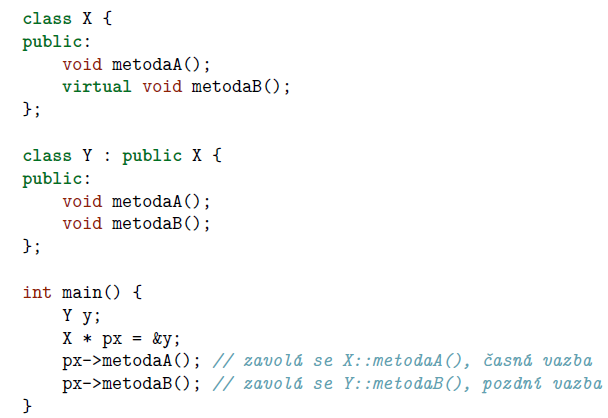 class X {
public:
    void metodaA();
    virtual void metodaB();
};

class Y : public X {
public:
    void metodaA();
    void metodaB();
};

int main() {
    Y y;
    X * px = &y;
    px->metodaA(); // zavolá se X::metodaA(), časná vazba
    px->metodaB(); // zavolá se Y::metodaB(), pozdní vazba
}